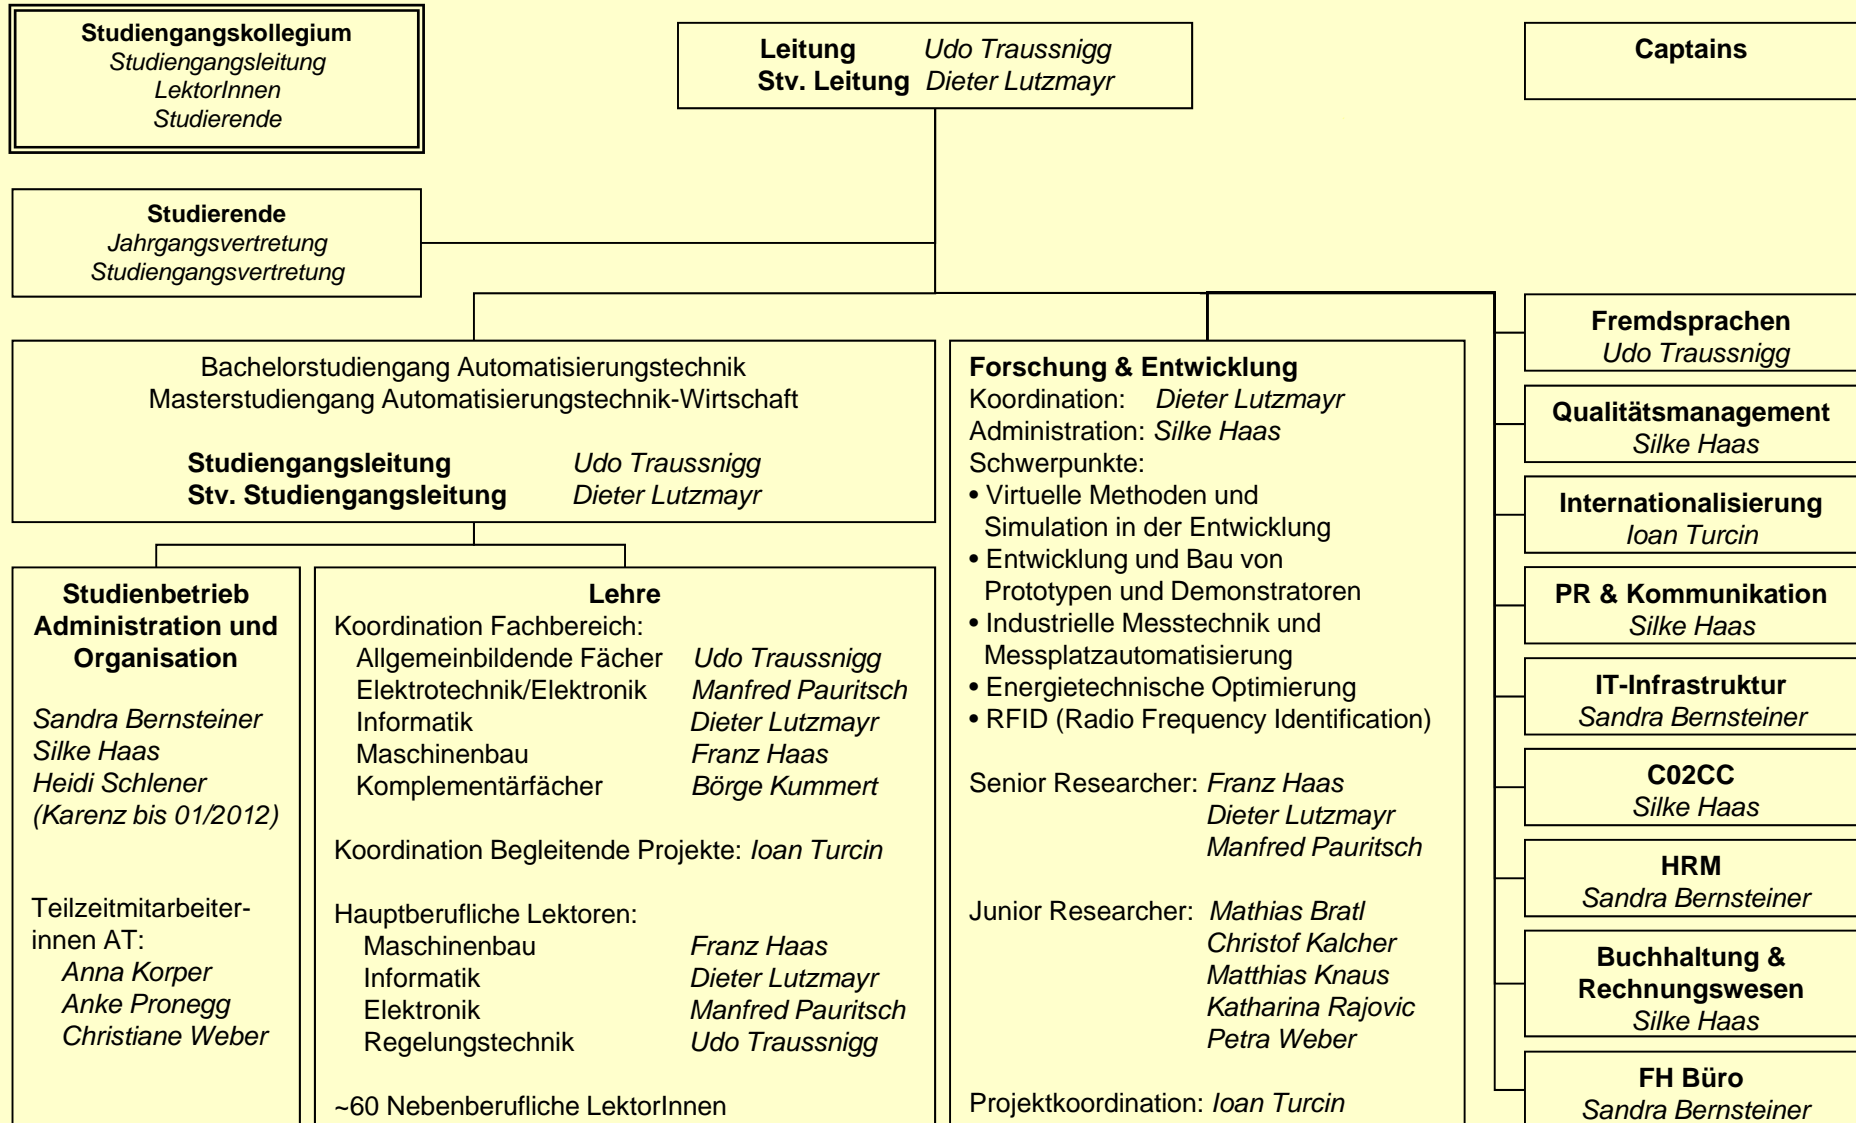 Studiengangskollegium
Studiengangsleitung
LektorInnen
Studierende
Leitung Udo Traussnigg
Stv. Leitung Dieter Lutzmayr
Captains
Studierende
Jahrgangsvertretung
Studiengangsvertretung
Bachelorstudiengang Automatisierungstechnik
Masterstudiengang Automatisierungstechnik-Wirtschaft
Studiengangsleitung Udo Traussnigg
Stv. Studiengangsleitung Dieter Lutzmayr
Studienbetrieb
Administration und
Organisation
Sandra Bernsteiner
Silke Haas
Heidi Schlener
(Karenz bis 01/2012)
Teilzeitmitarbeiter-
innen AT:
Anna Korper
Anke Pronegg
Christiane Weber
Lehre
Koordination Fachbereich:
Allgemeinbildende Fächer Udo Traussnigg
Elektrotechnik/Elektronik Manfred Pauritsch
Informatik Dieter Lutzmayr
Maschinenbau Franz Haas
Komplementärfächer Börge Kummert
Koordination Begleitende Projekte: Ioan Turcin
Hauptberufliche Lektoren:
Maschinenbau Franz Haas
Informatik Dieter Lutzmayr
Elektronik Manfred Pauritsch
Regelungstechnik Udo Traussnigg
~60 Nebenberufliche LektorInnen
Forschung & Entwicklung
Koordination: Dieter Lutzmayr
Administration: Silke Haas
Schwerpunkte:
• Virtuelle Methoden und
Simulation in der Entwicklung
• Entwicklung und Bau von
Prototypen und Demonstratoren
• Industrielle Messtechnik und
Messplatzautomatisierung
• Energietechnische Optimierung
• RFID (Radio Frequency Identification)
Senior Researcher: Franz Haas
Dieter Lutzmayr
Manfred Pauritsch
Junior Researcher: Mathias Bratl
Christof Kalcher
Matthias Knaus
Katharina Rajovic
Petra Weber
Projektkoordination: Ioan Turcin
Fremdsprachen
Udo Traussnigg
Qualitätsmanagement
Silke Haas
Internationalisierung
Ioan Turcin
PR & Kommunikation
Silke Haas
IT-Infrastruktur
Sandra Bernsteiner
C02CC
Silke Haas
HRM
Sandra Bernsteiner
Buchhaltung &
Rechnungswesen
Silke Haas
FH Büro
Sandra Bernsteiner